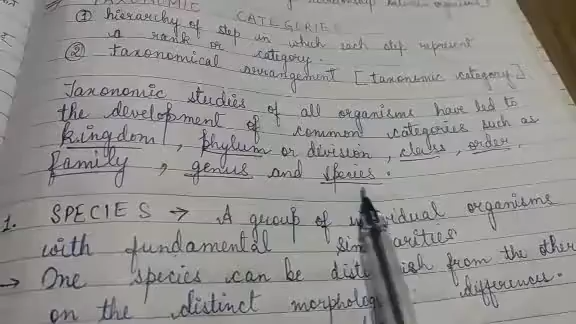 TAXONOMIC CATEGORIES
① hierarchy of step in which each step represent
a rank or category.
② taxonomical arrangement [taxonomic category].
Taxonomic studies of all organisms have led to
the development of common categories such as
kingdom, phylum or division, class, order,
family, genus and species.
1. SPECIES → A group of individual organisms
with fundamental similarities
→ One species can be distinguish from the other
on the distinct morpholog differences.